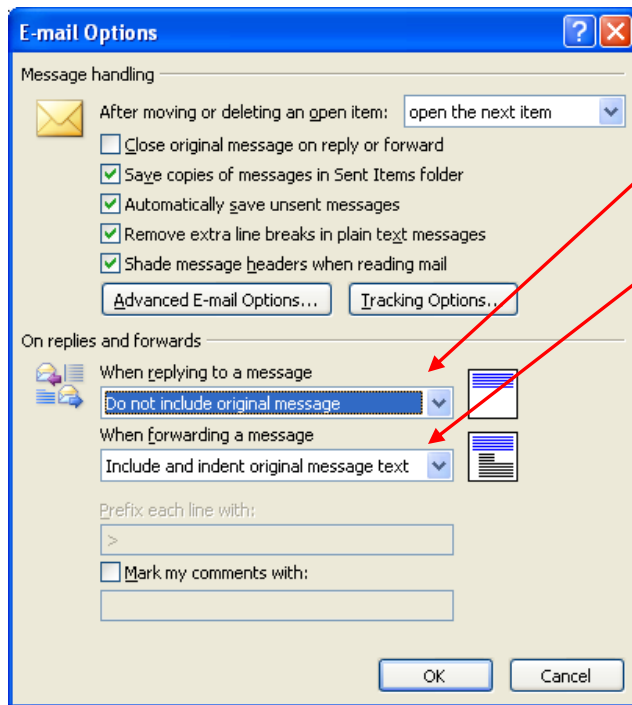 E-mail Options
Message handling
After moving or deleting an open item: open the next item
Close original message on reply or forward
Save copies of messages in Sent Items folder
Automatically save unsent messages
Remove extra line breaks in plain text messages
Shade message headers when reading mail
Advanced E-mail Options... Tracking Options...
On replies and forwards
When replying to a message
Do not include original message
When forwarding a message
Include and indent original message text
Prefix each line with:
>
Mark my comments with:
OK Cancel